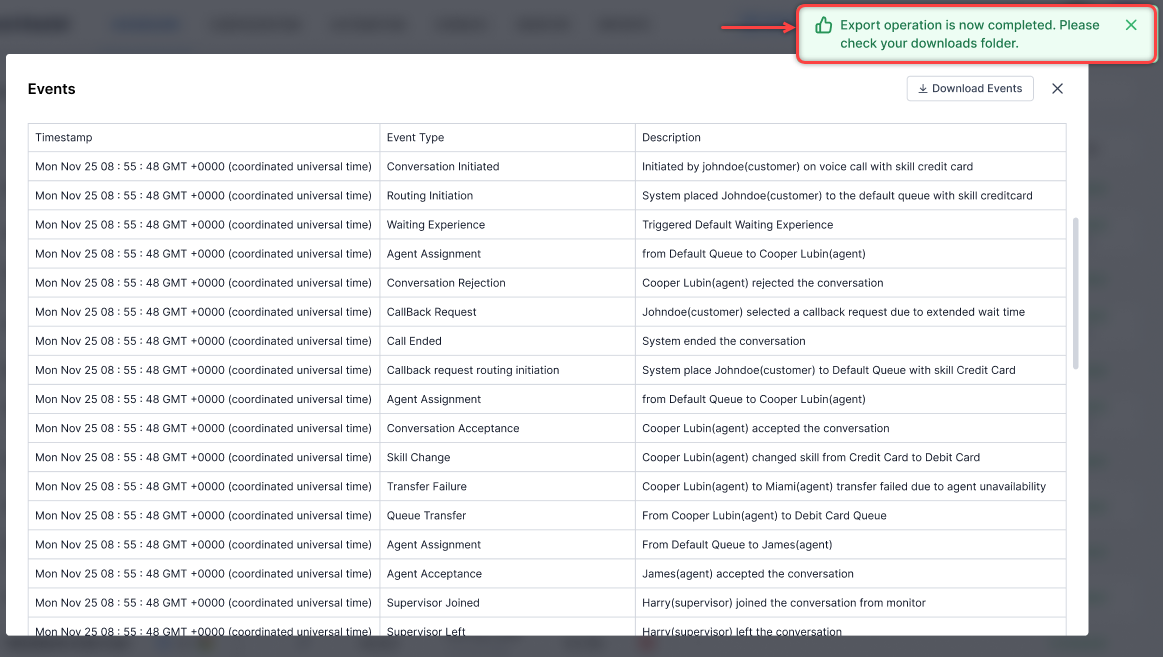 Export operation is now completed. Please
check your downloads folder.
Events
Download Events
Timestamp Event Type Description
Mon Nov 25 08 : 55 : 48 GMT +0000 (coordinated universal time) Conversation Initiated Initiated by johndoe(customer) on voice call with skill credit card
Mon Nov 25 08 : 55 : 48 GMT +0000 (coordinated universal time) Routing Initiation System placed Johndoe(customer) to the default queue with skill creditcard
Mon Nov 25 08 : 55 : 48 GMT +0000 (coordinated universal time) Waiting Experience Triggered Default Waiting Experience
Mon Nov 25 08 : 55 : 48 GMT +0000 (coordinated universal time) Agent Assignment from Default Queue to Cooper Lubin(agent)
Mon Nov 25 08 : 55 : 48 GMT +0000 (coordinated universal time) Conversation Rejection Cooper Lubin(agent) rejected the conversation
Mon Nov 25 08 : 55 : 48 GMT +0000 (coordinated universal time) CallBack Request Johndoe(customer) selected a callback request due to extended wait time
Mon Nov 25 08 : 55 : 48 GMT +0000 (coordinated universal time) Call Ended System ended the conversation
Mon Nov 25 08 : 55 : 48 GMT +0000 (coordinated universal time) Callback request routing initiation System place Johndoe(customer) to Default Queue with skill Credit Card
Mon Nov 25 08 : 55 : 48 GMT +0000 (coordinated universal time) Agent Assignment from Default Queue to Cooper Lubin(agent)
Mon Nov 25 08 : 55 : 48 GMT +0000 (coordinated universal time) Conversation Acceptance Cooper Lubin(agent) accepted the conversation
Mon Nov 25 08 : 55 : 48 GMT +0000 (coordinated universal time) Skill Change Cooper Lubin(agent) changed skill from Credit Card to Debit Card
Mon Nov 25 08 : 55 : 48 GMT +0000 (coordinated universal time) Transfer Failure Cooper Lubin(agent) to Miami(agent) transfer failed due to agent unavailability
Mon Nov 25 08 : 55 : 48 GMT +0000 (coordinated universal time) Queue Transfer From Cooper Lubin(agent) to Debit Card Queue
Mon Nov 25 08 : 55 : 48 GMT +0000 (coordinated universal time) Agent Assignment From Default Queue to James(agent)
Mon Nov 25 08 : 55 : 48 GMT +0000 (coordinated universal time) Agent Acceptance James(agent) accepted the conversation
Mon Nov 25 08 : 55 : 48 GMT +0000 (coordinated universal time) Supervisor Joined Harry(supervisor) joined the conversation from monitor
Mon Nov 25 08 : 55 : 48 GMT +0000 (coordinated universal time) Supervisor Left Harry(supervisor) left the conversation